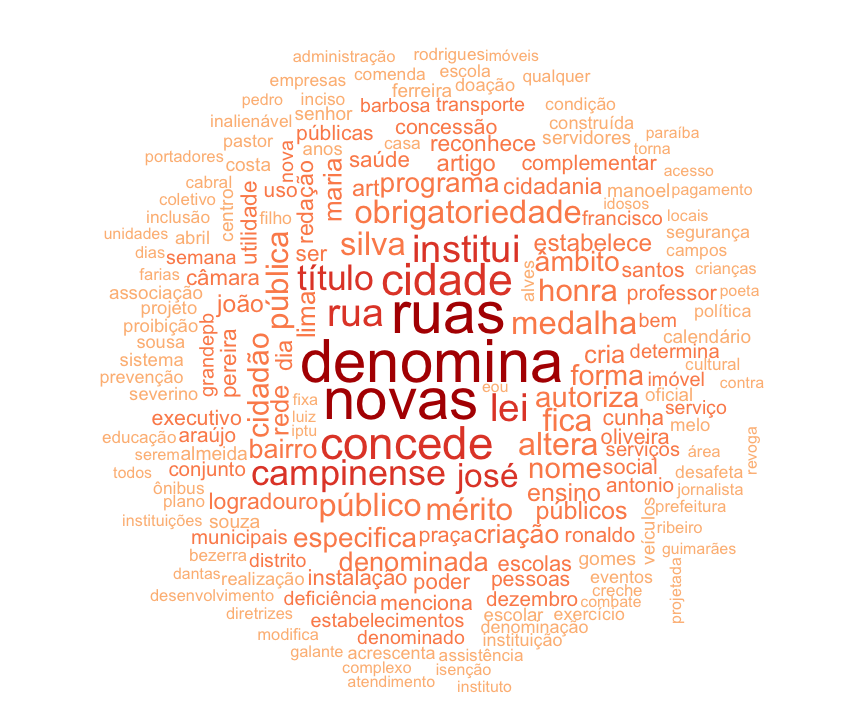 administração rodrigues imóveis
empresas comenda escola qualquer
pedro inciso ferreira doação
inalienável senhor barbosa transporte condição
públicas concessão construída paraíba
pastor anos casa reconhece servidores torna
portadores costa nova saúde artigo complementar acesso
cabral uso redação maria art programa cidadania manoel pagamento
coletivo centro utilidade idosos
inclusão filho obrigatoriedade francisco locais
unidades abril segurança
dias semana ser silva institui estabelece campos
farias câmara pública título cidade alves âmbito santos crianças
associação joão lima honra professor poeta
projeto rua ruas política
proibição medalha bem
sousa grandepb pereira cidadão dia calendário
sistema denomina cria determina cultural
prevenção rede forma imóvel contra
severino fixa novas eou autoriza oficial
executivo luiz lei fica cunha serviço
araújo iptu melo
educação bairro concede altera oliveira revoga
serem almeida serviços área
todos conjunto campinense josé nome social desafeta
ônibus antonio jornalista
plano logradouro público mérito ensino prefeitura
instituições souza públicos
municipais especifica praça criação ronaldo veículos ribeiro
bezerra distrito denominada escolas gomes guimarães
dantas realização instalação poder pessoas eventos projetada
desenvolvimento deficiência menciona dezembro creche combate
diretrizes estabelecimentos escolar exercício
modifica denominado denominação instituição
galante acrescenta assistência
complexo isenção
atendimento instituto